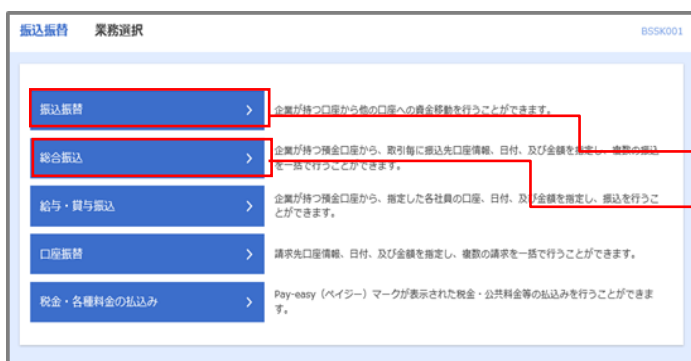 振込振替 業務選択 BSSK001
振込振替 >
企業が持つ口座から他の口座への資金移動を行うことができます。
総合振込 >
企業が持つ預金口座から、取引毎に振込先口座情報、日付、及び金額を指定し、複数の振込
を一括で行うことができます。
給与・賞与振込 >
企業が持つ預金口座から、指定した各社員の口座、日付、及び金額を指定し、振込を行うこ
とができます。
口座振替 >
請求先口座情報、日付、及び金額を指定し、複数の請求を一括で行うことができます。
税金・各種料金の払込み >
Pay-easy（ペイジー）マークが表示された税金・公共料金等の払込みを行うことができま
す。